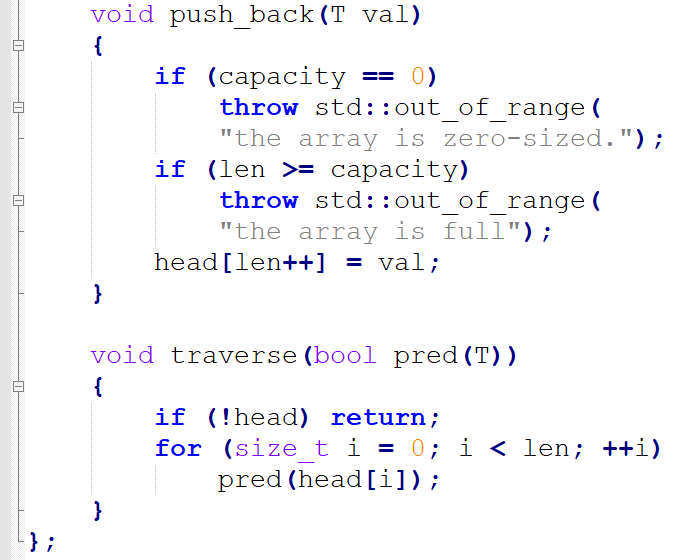 void push_back(T val)
{
if (capacity == 0)
throw std::out_of_range(
"the array is zero-sized.");
if (len >= capacity)
throw std::out_of_range(
"the array is full");
head[len++] = val;
}
void traverse(bool pred(T))
{
if (!head) return;
for (size_t i = 0; i < len; ++i)
pred(head[i]);
}
};